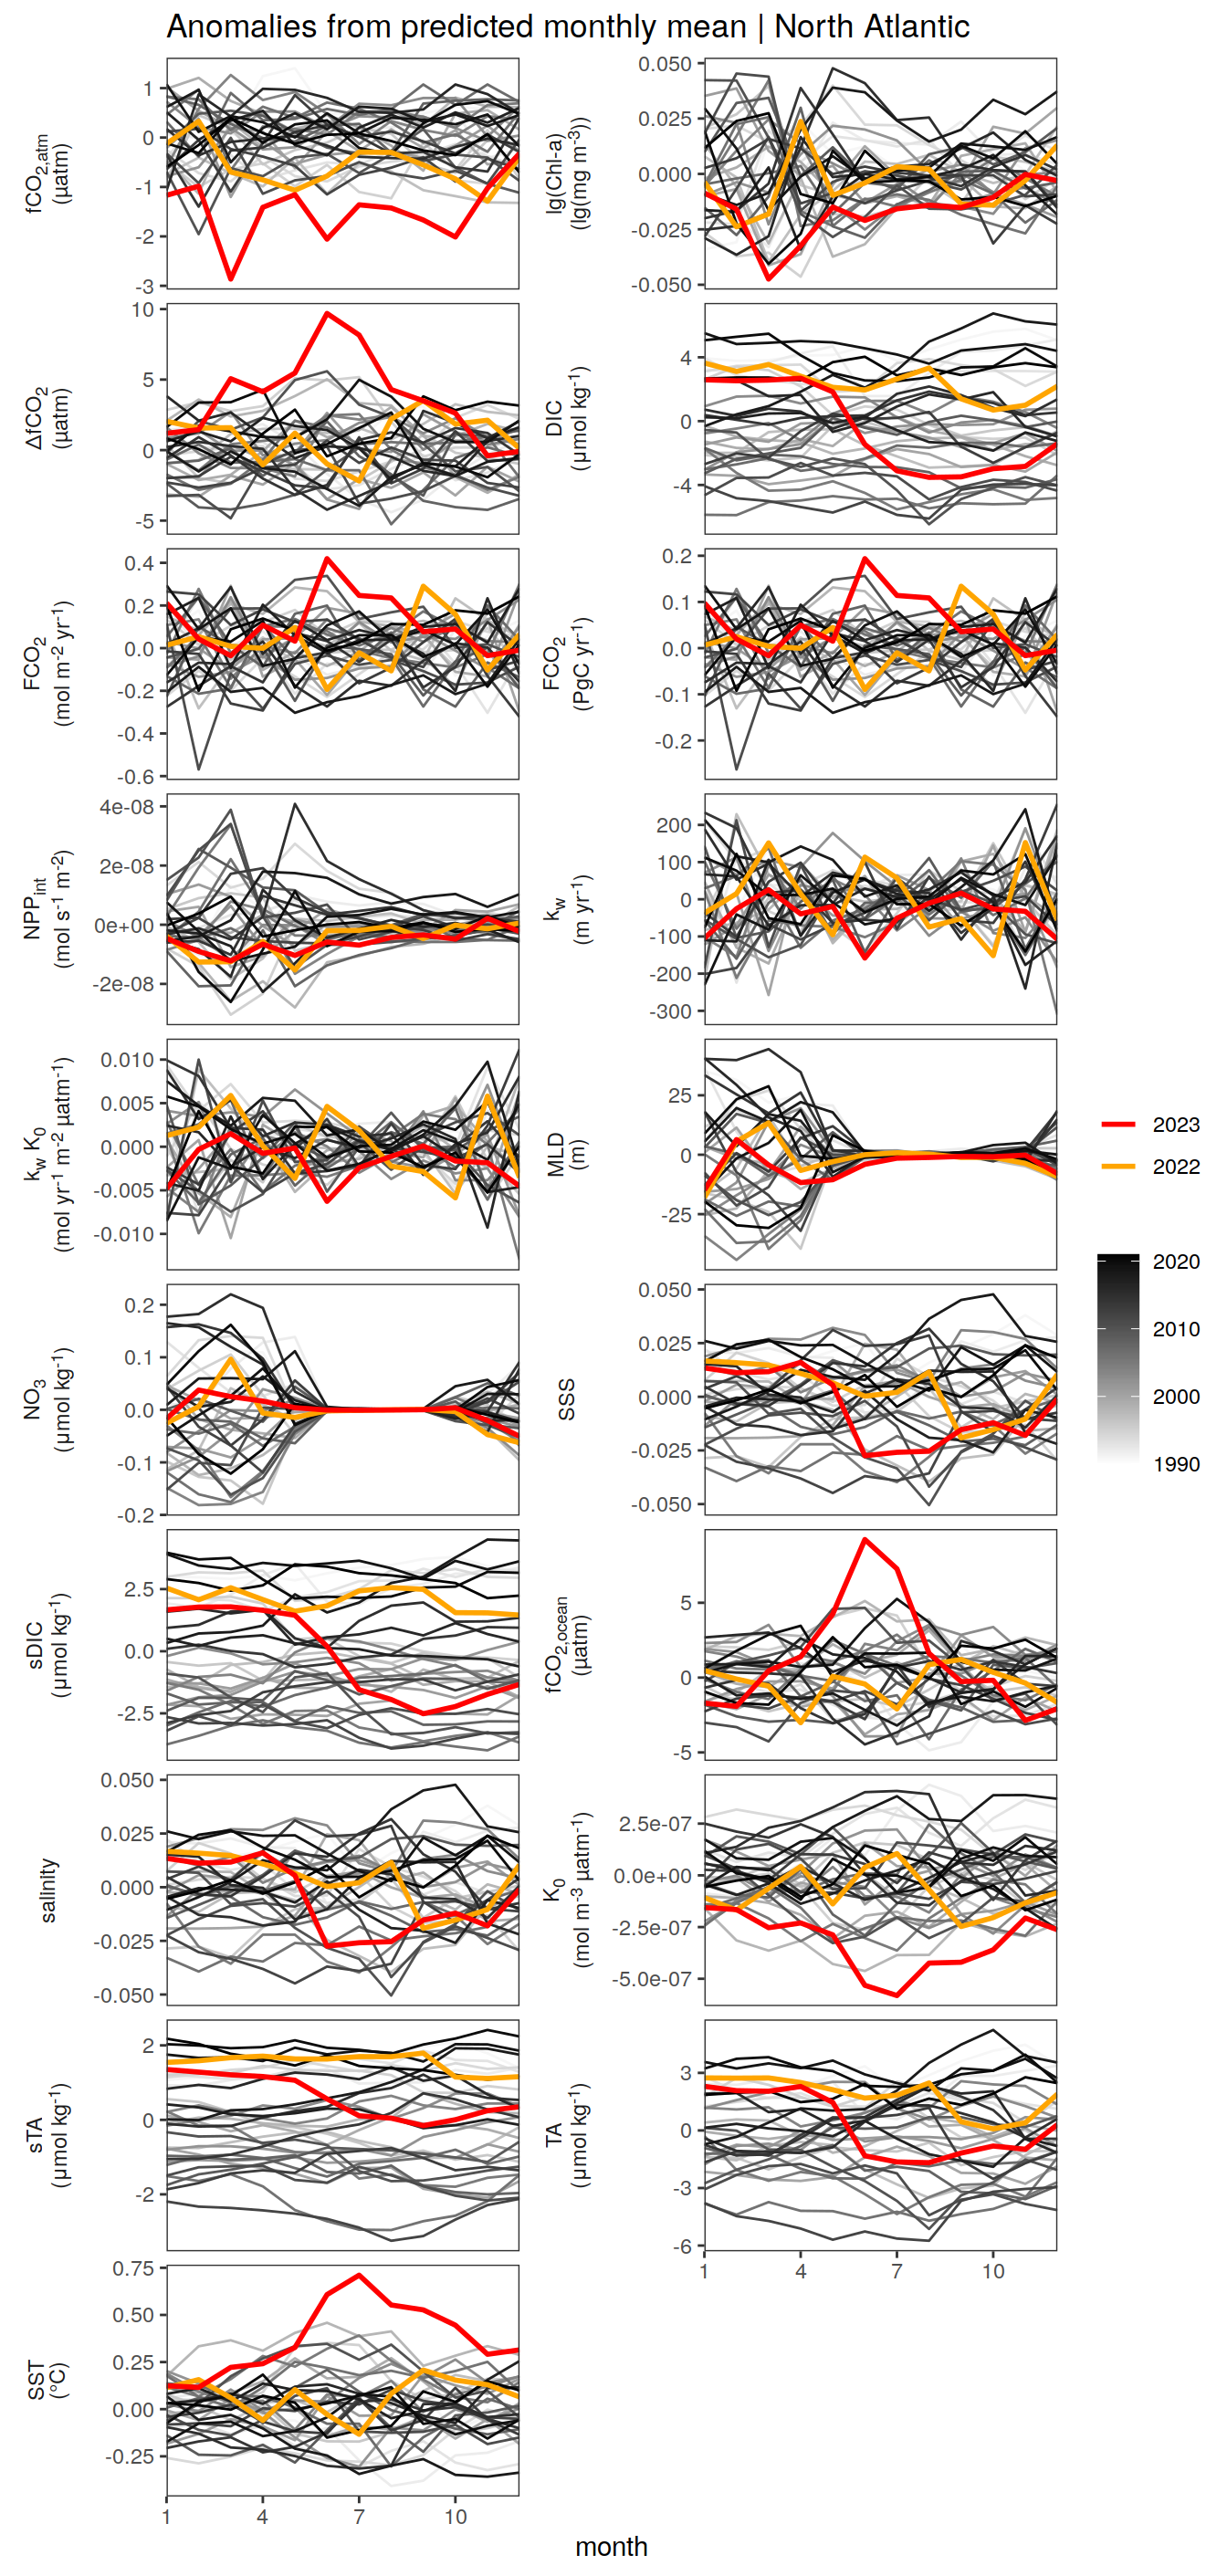 Anomalies from predicted monthly mean | North Atlantic
fCO2,atm
(µatm)
1
0
-1
-2
-3
lg(Chl-a)
(lg(mg m-3))
0.050
0.025
0.000
-0.025
-0.050
ΔfCO2
(µatm)
10
5
0
-5
DIC
(µmol kg-1)
4
0
-4
FCO2
(mol m-2 yr-1)
0.4
0.2
0.0
-0.2
-0.4
-0.6
FCO2
(PgC yr-1)
0.2
0.1
0.0
-0.1
-0.2
NPPint
(mol s-1 m-2)
4e-08
2e-08
0e+00
-2e-08
kw
(m yr-1)
200
100
0
-100
-200
-300
kw K0
(mol yr-1 m-2 µatm-1)
0.010
0.005
0.000
-0.005
-0.010
MLD
(m)
25
0
-25
2023
2022
2020
2010
2000
1990
NO3
(µmol kg-1)
0.2
0.1
0.0
-0.1
-0.2
SSS
0.050
0.025
0.000
-0.025
-0.050
sDIC
(µmol kg-1)
2.5
0.0
-2.5
fCO2,ocean
(µatm)
5
0
-5
salinity
0.050
0.025
0.000
-0.025
-0.050
K0
(mol m-3 µatm-1)
2.5e-07
0.0e+00
-2.5e-07
-5.0e-07
sTA
(µmol kg-1)
2
0
-2
TA
(µmol kg-1)
3
0
-3
-6
1 4 7 10
SST
(°C)
0.75
0.50
0.25
0.00
-0.25
1 4 7 10
month